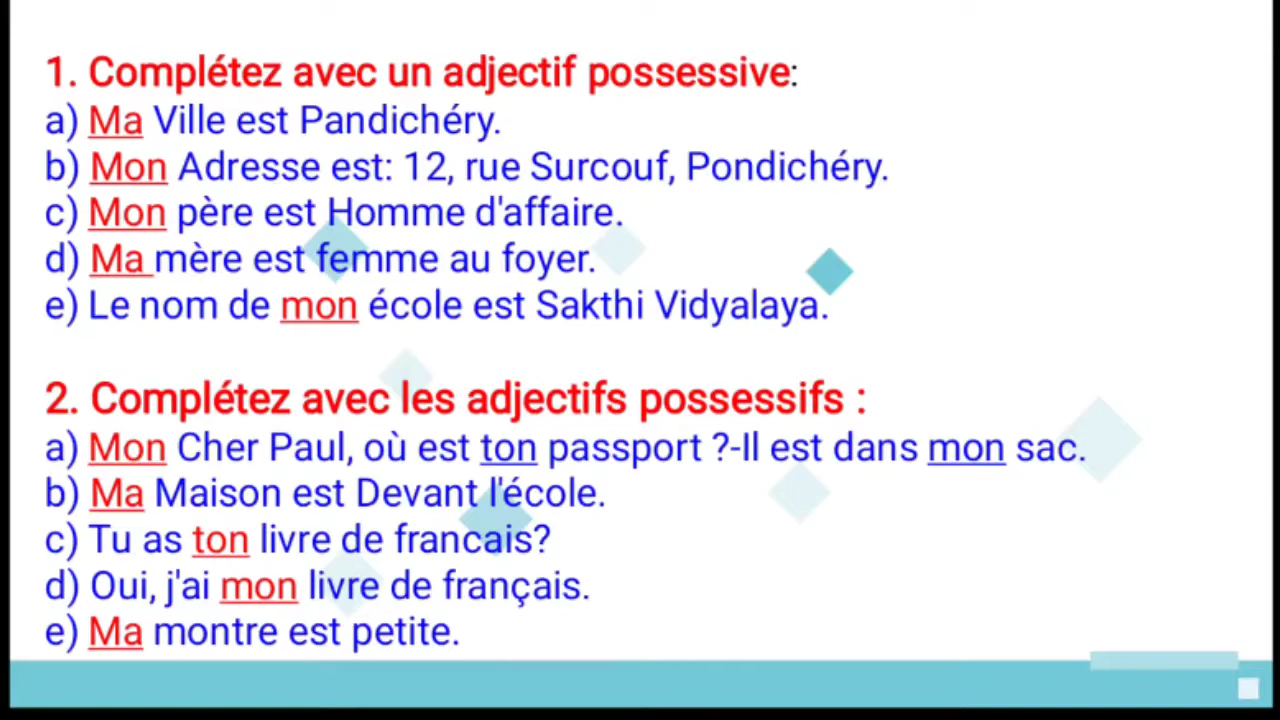 1. Complétez avec un adjectif possessive:
a) Ma Ville est Pandichéry.
b) Mon Adresse est: 12, rue Surcouf, Pondichéry.
c) Mon père est Homme d'affaire.
d) Ma mère est femme au foyer.
e) Le nom de mon école est Sakthi Vidyalaya.
2. Complétez avec les adjectifs possessifs :
a) Mon Cher Paul, où est ton passport ?-Il est dans mon sac.
b) Ma Maison est Devant l'école.
c) Tu as ton livre de francais?
d) Oui, j'ai mon livre de français.
e) Ma montre est petite.